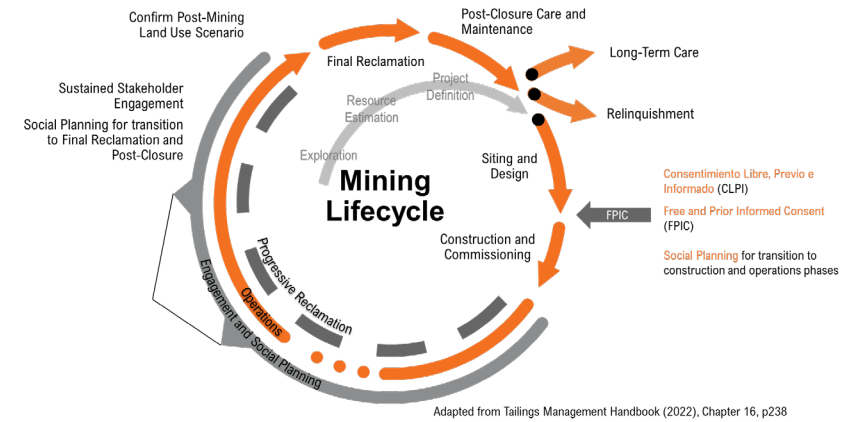 Confirm Post-Mining
Land Use Scenario
Post-Closure Care and
Maintenance
Final Reclamation
Long-Term Care
Relinquishment
Sustained Stakeholder
Engagement
Social Planning for transition
to Final Reclamation and
Post-Closure
Project
Definition
Resource
Estimation
Exploration
Mining
Lifecycle
Siting and
Design
Consentimiento Libre, Previo e
Informado (CLPI)
FPIC
Free and Prior Informed Consent
(FPIC)
Construction and
Commissioning
Social Planning for transition to
construction and operations phases
Progressive Reclamation
Operations
Engagement and Social Planning
Adapted from Tailings Management Handbook (2022), Chapter 16, p238